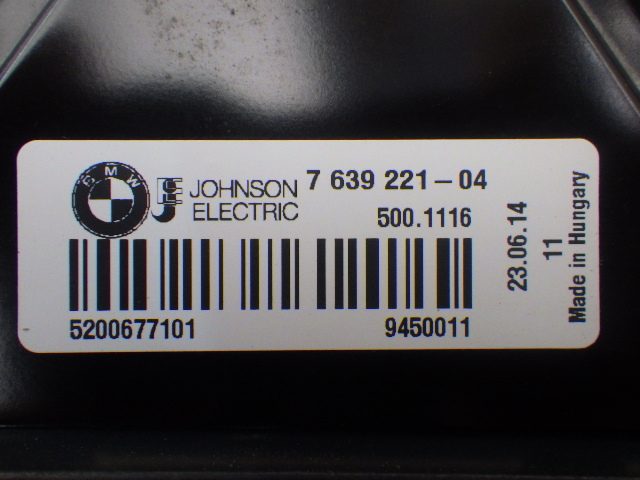 BMW
JOHNSON
ELECTRIC
7 639 221-04
500.1116
5200677101
9450011
23.06.14
11
Made in Hungary